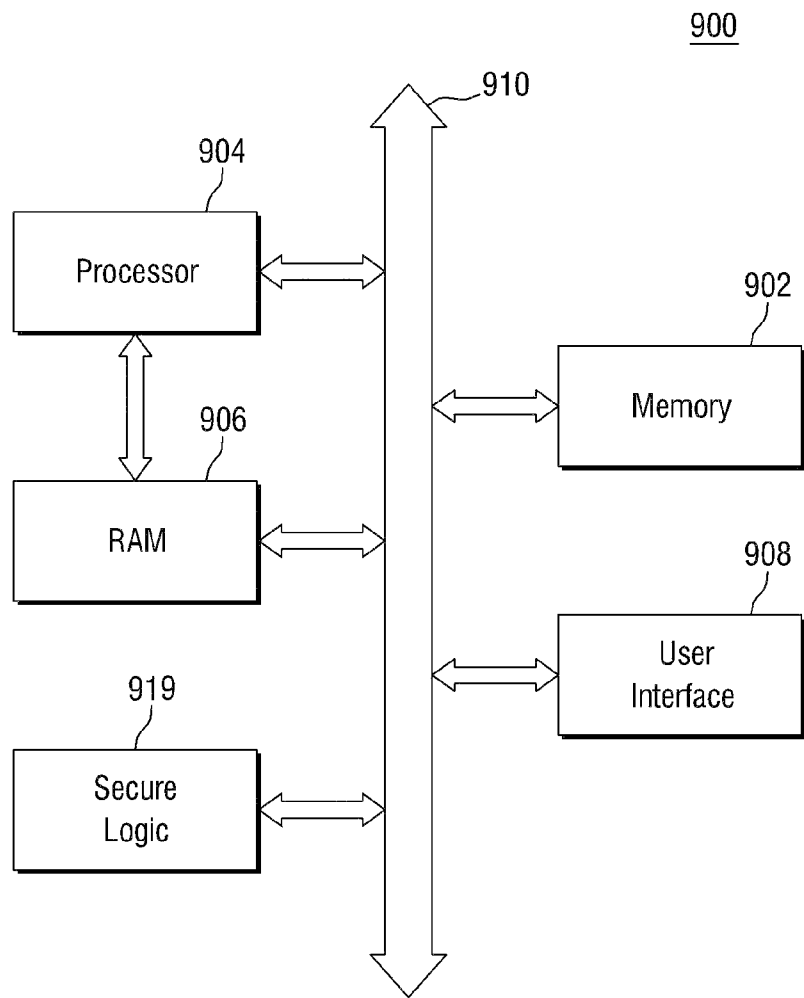 900
910
904
Processor
902
Memory
906
RAM
908
User
Interface
919
Secure
Logic